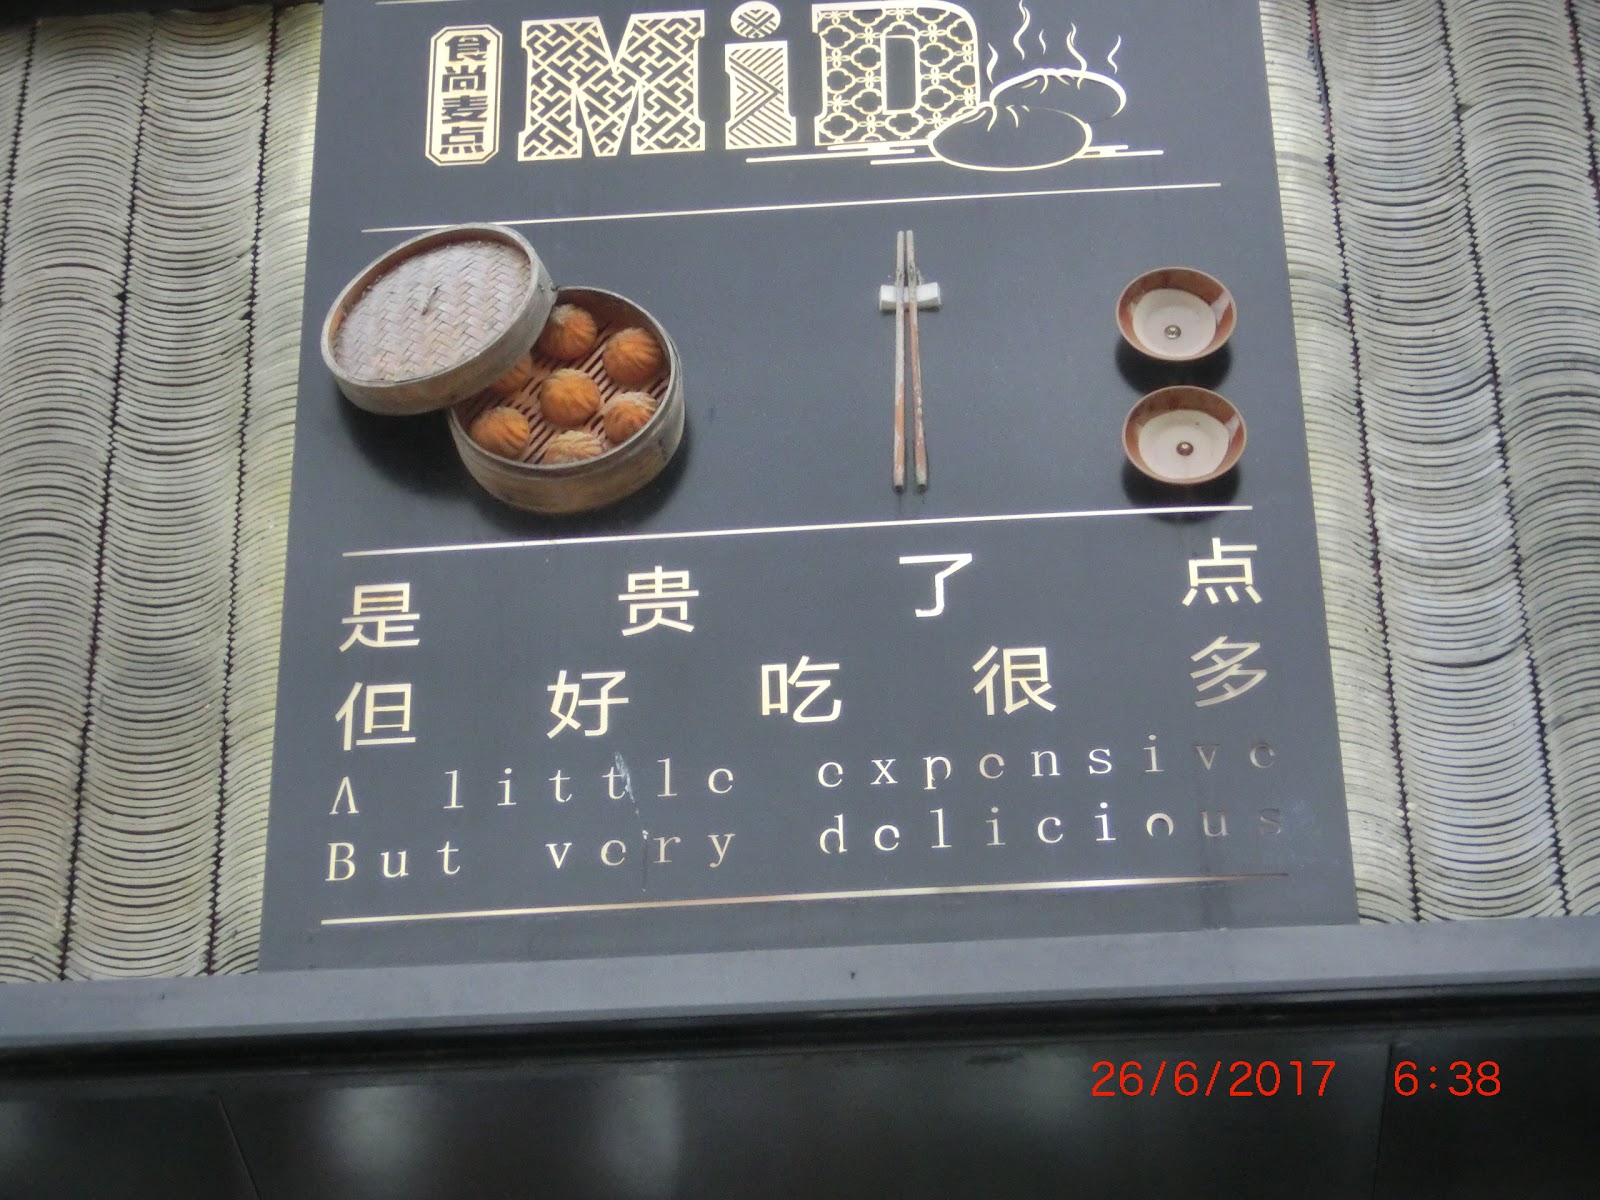 食尚麦点
MiD
是贵了点
但好吃很多
A little expensive
But very delicious
26/6/2017 6:38